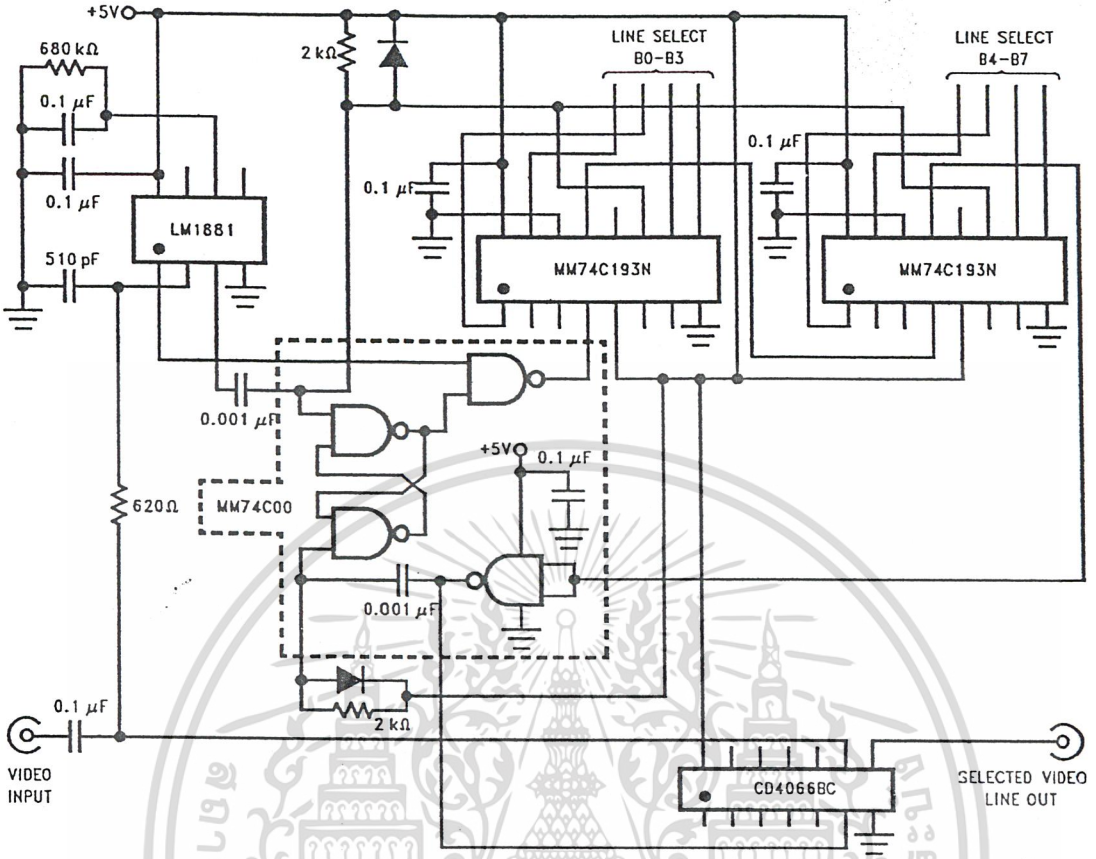 +5V
680 kΩ
0.1 µF
0.1 µF
LM1881
510 pF
2 kΩ
LINE SELECT
B0-B3
LINE SELECT
B4-B7
0.1 µF
0.1 µF
MM74C193N
MM74C193N
0.001 µF
+5V
0.1 µF
MM74C00
620Ω
0.001 µF
2 kΩ
0.1 µF
VIDEO
INPUT
CD4066BC
SELECTED VIDEO
LINE OUT